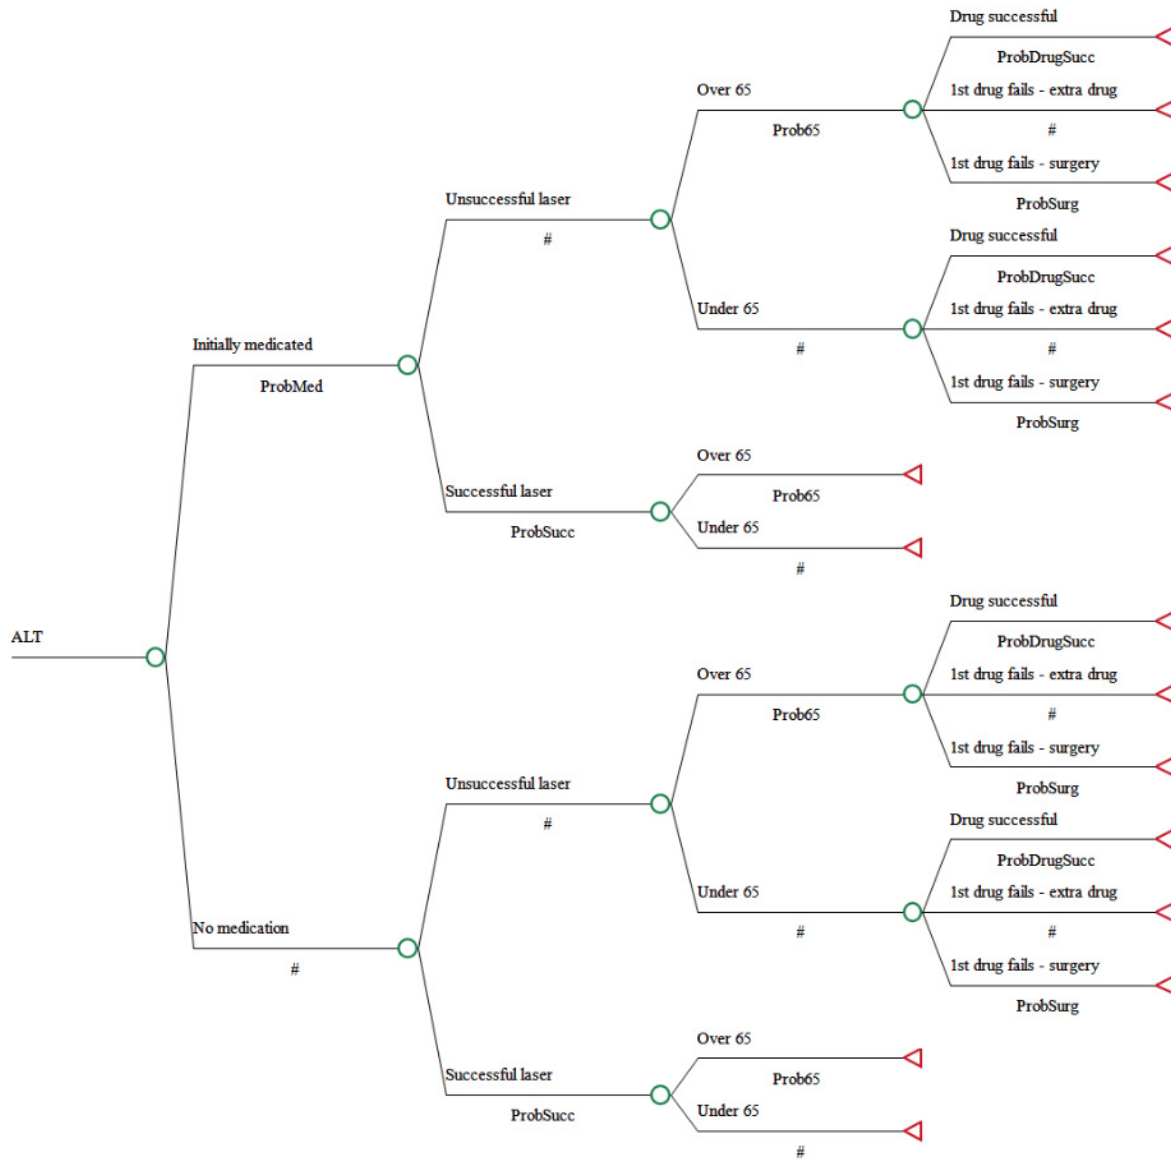 Drug successful
ProbDrugSucc
Over 65
1st drug fails - extra drug
Prob65
#
1st drug fails - surgery
Unsuccessful laser
ProbSurg
#
Drug successful
ProbDrugSucc
Under 65
1st drug fails - extra drug
#
#
Initially medicated
1st drug fails - surgery
ProbMed
ProbSurg
Over 65
Successful laser
Prob65
ProbSucc
Under 65
#
Drug successful
ALT
ProbDrugSucc
Over 65
1st drug fails - extra drug
Prob65
#
1st drug fails - surgery
Unsuccessful laser
ProbSurg
#
Drug successful
ProbDrugSucc
Under 65
1st drug fails - extra drug
#
#
No medication
1st drug fails - surgery
#
ProbSurg
Over 65
Successful laser
Prob65
ProbSucc
Under 65
#